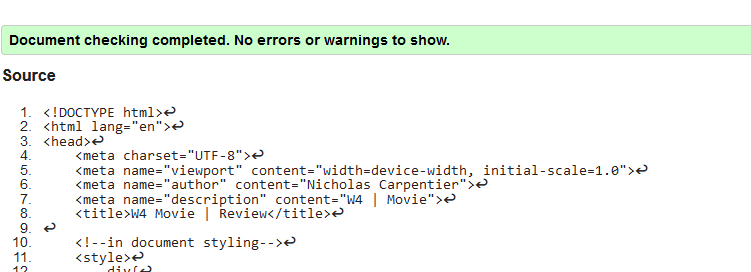 Document checking completed. No errors or warnings to show.
Source
1. <!DOCTYPE html>↩
2. <html lang="en">↩
3. <head>↩
4.     <meta charset="UTF-8">↩
5.     <meta name="viewport" content="width=device-width, initial-scale=1.0">↩
6.     <meta name="author" content="Nicholas Carpentier">↩
7.     <meta name="description" content="W4 | Movie">↩
8.     <title>W4 Movie | Review</title>↩
9. ↩
10.     <!--in document styling-->↩
11.     <style>↩
12.         div{↩